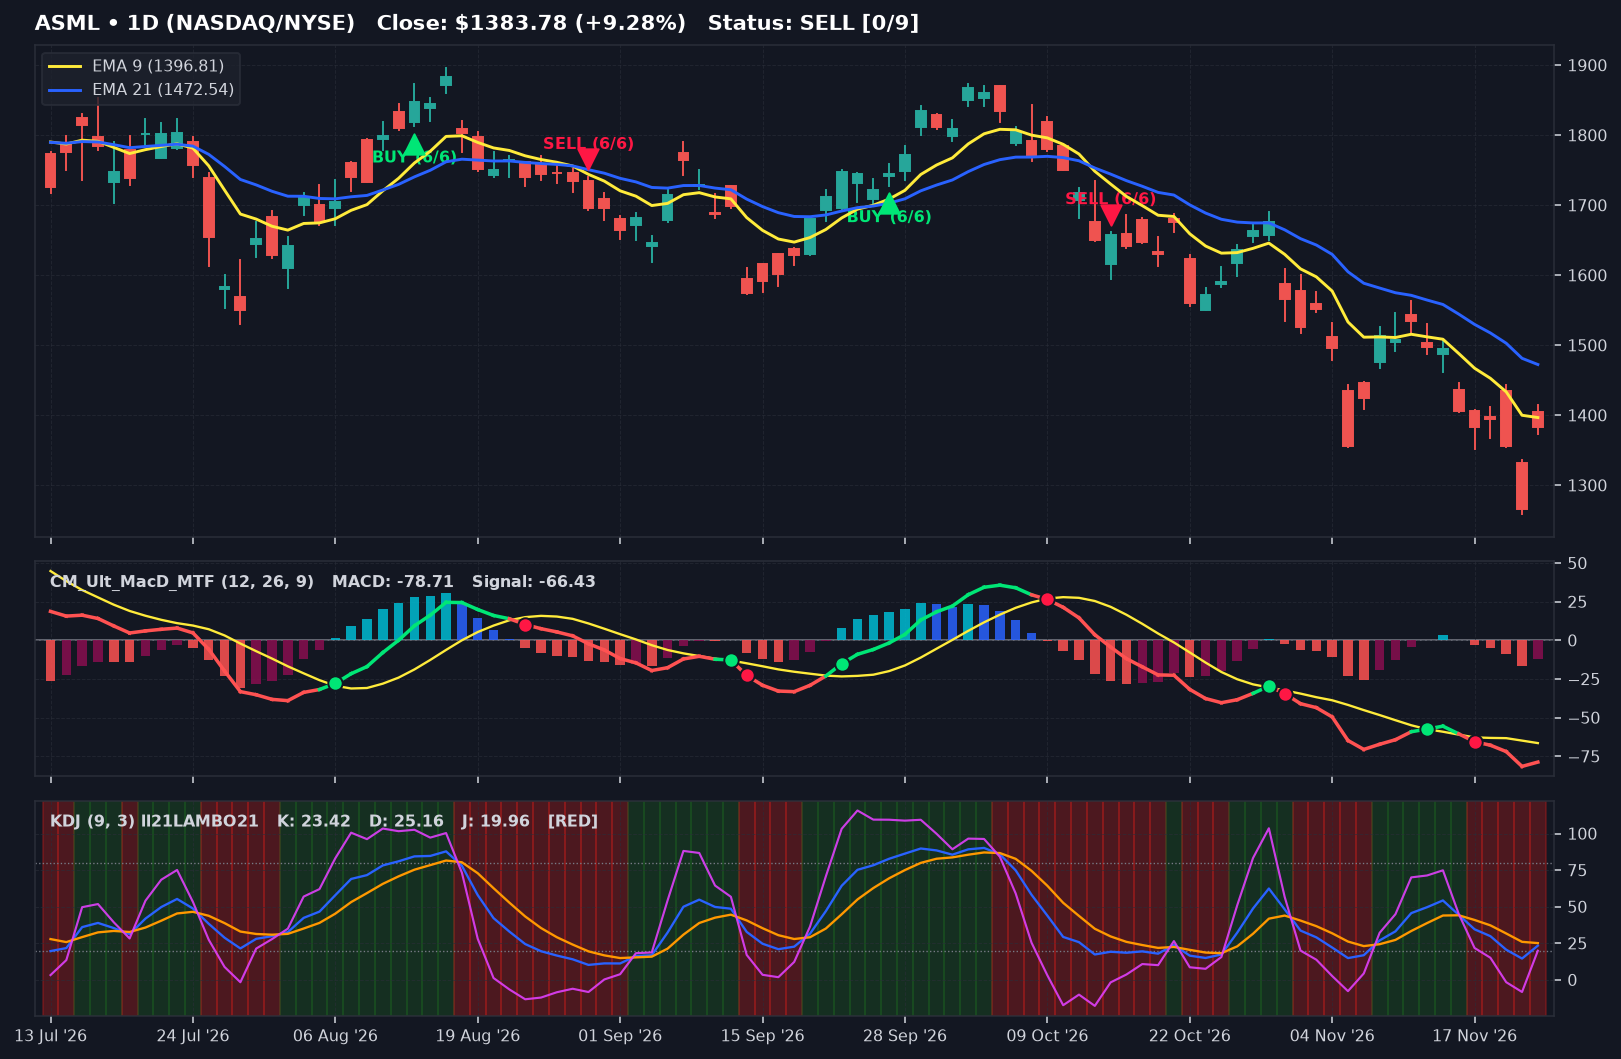 ASML • 1D (NASDAQ/NYSE)   Close: $1383.78 (+9.28%)   Status: SELL [0/9]
EMA 9 (1396.81)
EMA 21 (1472.54)
1900
1800
1700
1600
1500
1400
1300
BUY (6/6)
SELL (6/6)
BUY (6/6)
SELL (6/6)
CM_Ult_MacD_MTF (12, 26, 9)   MACD: -78.71   Signal: -66.43
50
25
0
−25
−50
−75
KDJ (9, 3) II21LAMBO21   K: 23.42   D: 25.16   J: 19.96   [RED]
100
75
50
25
0
13 Jul '26
24 Jul '26
06 Aug '26
19 Aug '26
01 Sep '26
15 Sep '26
28 Sep '26
09 Oct '26
22 Oct '26
04 Nov '26
17 Nov '26